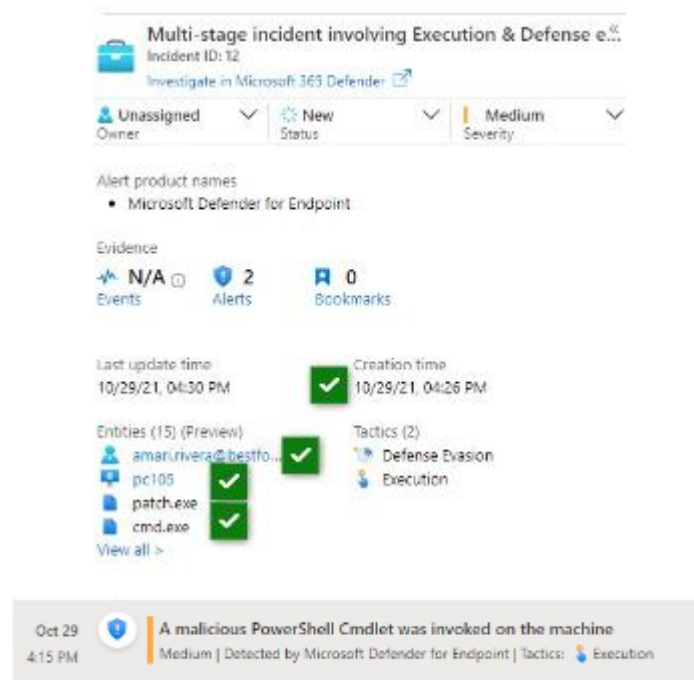 Multi-stage incident involving Execution & Defense e...
«
Incident ID: 12
Investigate in Microsoft 365 Defender
Unassigned
Owner
New
Status
Medium
Severity
Alert product names
• Microsoft Defender for Endpoint
Evidence
N/A
Events
2
Alerts
0
Bookmarks
Last update time
10/29/21, 04:30 PM
Creation time
10/29/21, 04:26 PM
Entities (15) (Preview)
amari.rivera@bestfo...
pc105
patch.exe
cmd.exe
View all >
Tactics (2)
Defense Evasion
Execution
Oct 29
4:15 PM
A malicious PowerShell Cmdlet was invoked on the machine
Medium | Detected by Microsoft Defender for Endpoint | Tactics: Execution